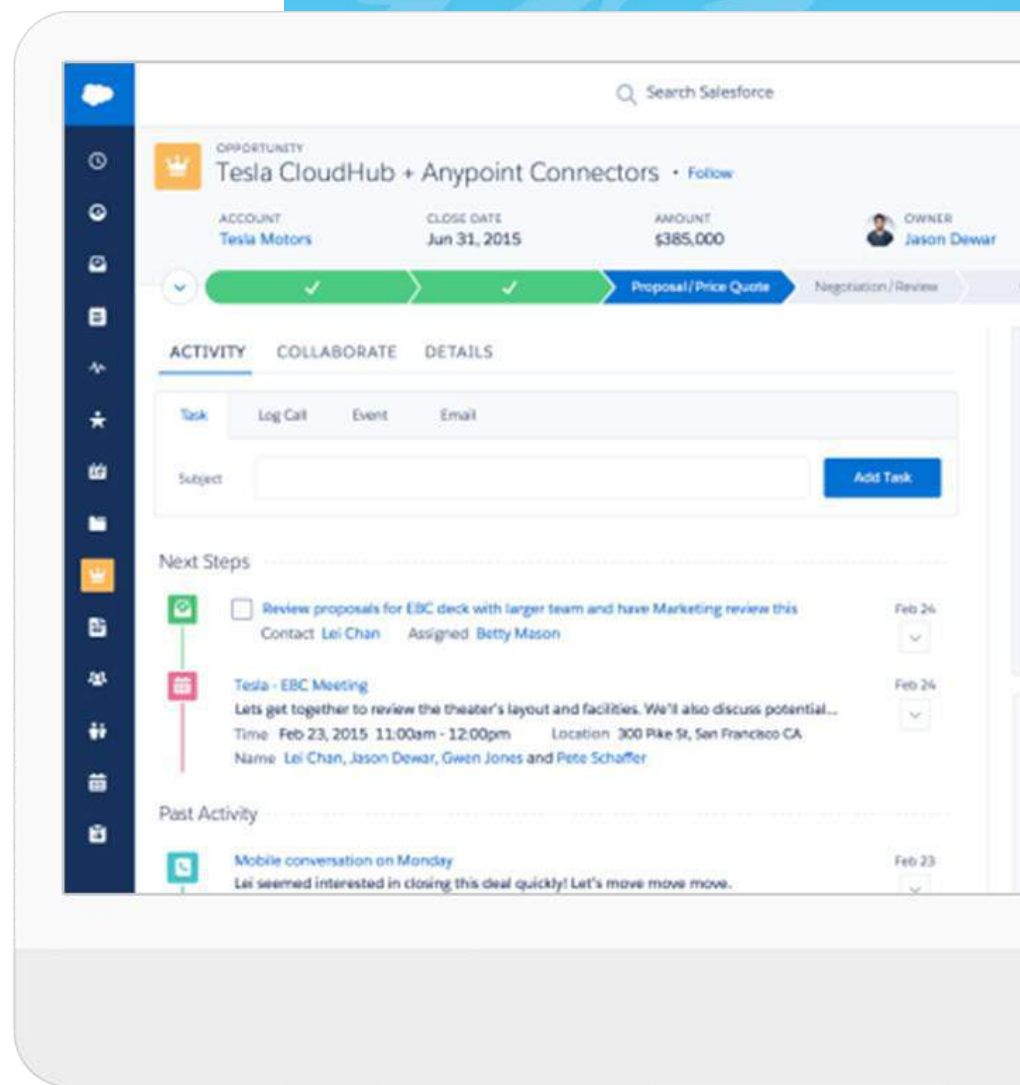 Search Salesforce
OPPORTUNITY
Tesla CloudHub + Anypoint Connectors • Follow
ACCOUNT CLOSE DATE AMOUNT OWNER
Tesla Motors Jun 31, 2015 $385,000 Jason Dewar
Proposal/Price Quote Negotiation/Review
ACTIVITY COLLABORATE DETAILS
Task Log Call Event Email
Subject Add Task
Next Steps
Review proposals for EBC deck with larger team and have Marketing review this Feb 24
Contact Lei Chan Assigned Betty Mason
Tesla - EBC Meeting Feb 24
Lets get together to review the theater's layout and facilities. We'll also discuss potential...
Time Feb 23, 2015 11:00am - 12:00pm Location 300 Pike St, San Francisco CA
Name Lei Chan, Jason Dewar, Gwen Jones and Pete Schaffer
Past Activity
Mobile conversation on Monday Feb 23
Lei seemed interested in closing this deal quickly! Let's move move move.